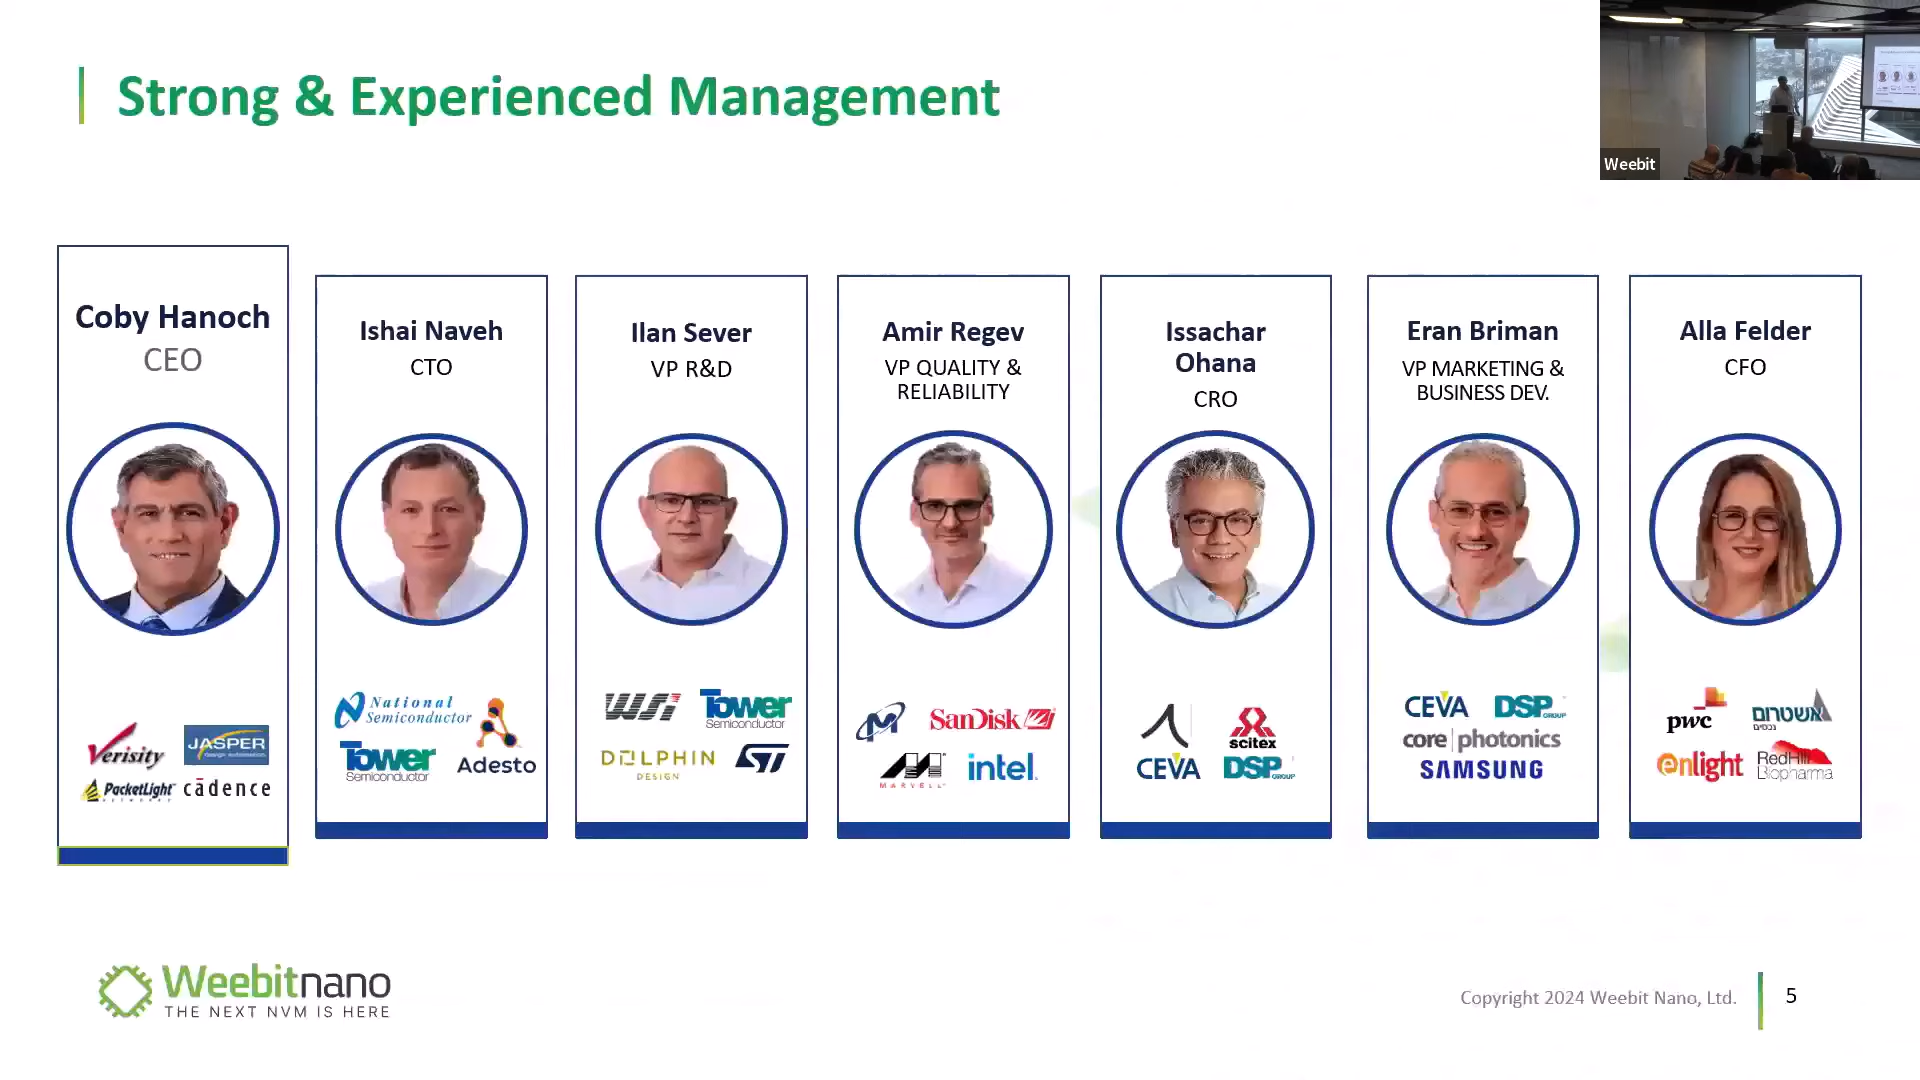 Strong & Experienced Management
Weebit
Coby Hanoch
CEO
Verisity
JASPER
design automation
PacketLight
NETWORKS
cādence
Ishai Naveh
CTO
National
Semiconductor
Tower
Semiconductor
Adesto
Ilan Sever
VP R&D
WSI
Tower
Semiconductor
DOLPHIN
DESIGN
ST
Amir Regev
VP QUALITY &
RELIABILITY
M
SanDisk
MARVELL
intel.
Issachar
Ohana
CRO
scitex
CEVA
DSP
GROUP
Eran Briman
VP MARKETING &
BUSINESS DEV.
CEVA
DSP
GROUP
core|photonics
SAMSUNG
Alla Felder
CFO
pwc
אשטרום
נכסים
enlight
RedHill
Biopharma
Weebitnano
THE NEXT NVM IS HERE
Copyright 2024 Weebit Nano, Ltd.
5